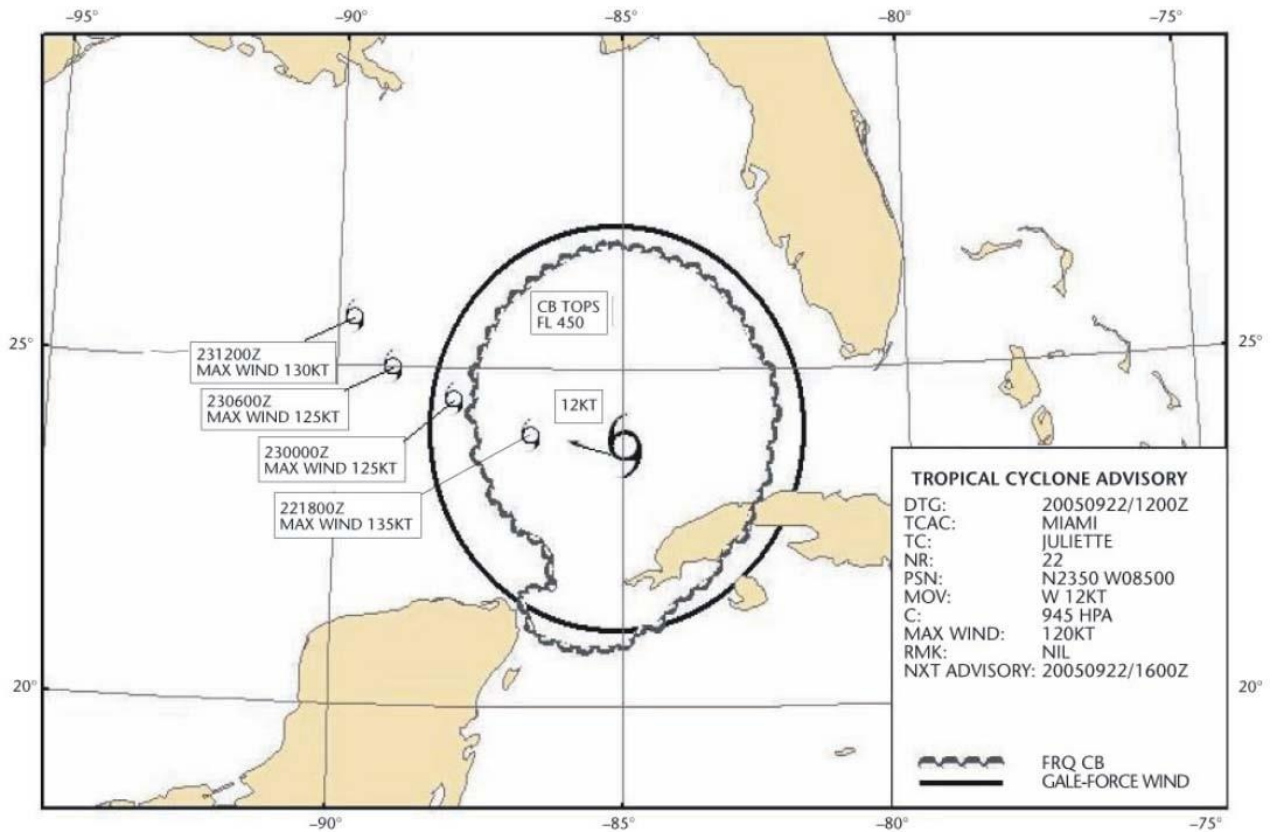 –95°
–90°
–85°
–80°
–75°
CB TOPS
FL 450
25°
25°
231200Z
MAX WIND 130KT
230600Z
MAX WIND 125KT
12KT
230000Z
MAX WIND 125KT
221800Z
MAX WIND 135KT
TROPICAL CYCLONE ADVISORY
DTG: 20050922/1200Z
TCAC: MIAMI
TC: JULIETTE
NR: 22
PSN: N2350 W08500
MOV: W 12KT
C: 945 HPA
MAX WIND: 120KT
RMK: NIL
NXT ADVISORY: 20050922/1600Z
20°
20°
FRQ CB
GALE-FORCE WIND
–90°
–85°
–80°
–75°